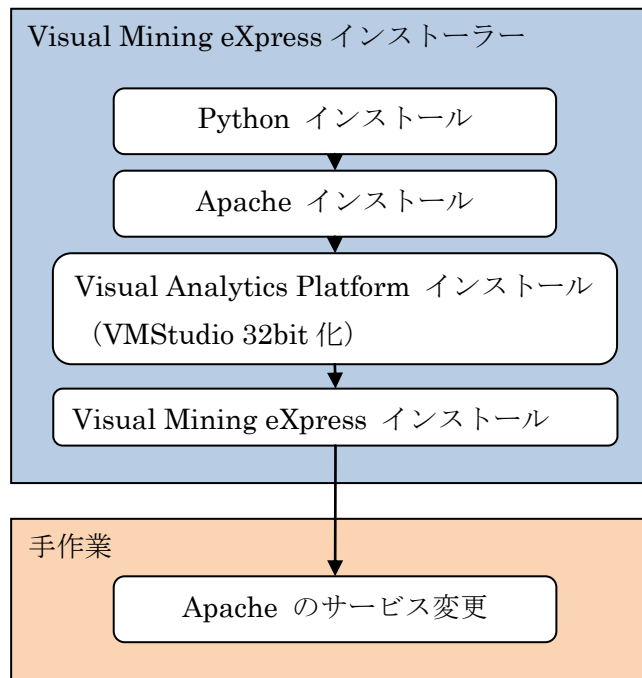 Visual Mining eXpress インストーラー
Python インストール
Apache インストール
Visual Analytics Platform インストール
（VMStudio 32bit 化）
Visual Mining eXpress インストール
手作業
Apache のサービス変更